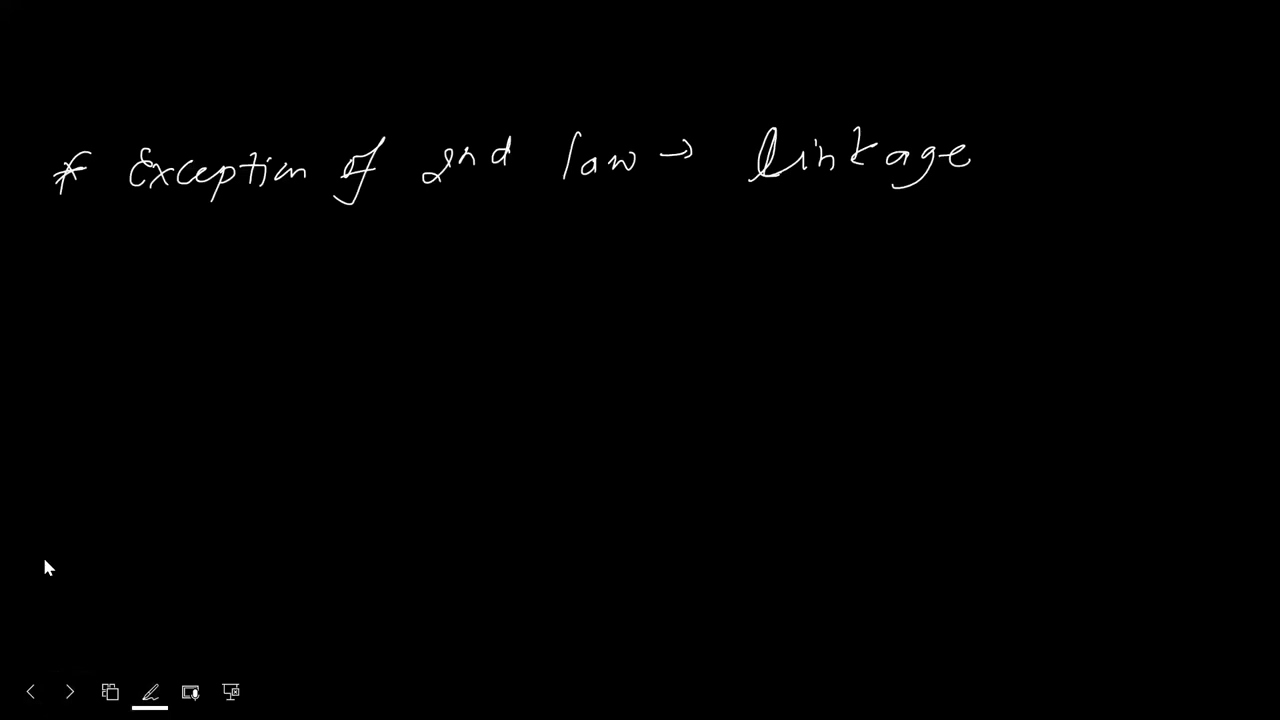 * Exception of 2nd law → linkage